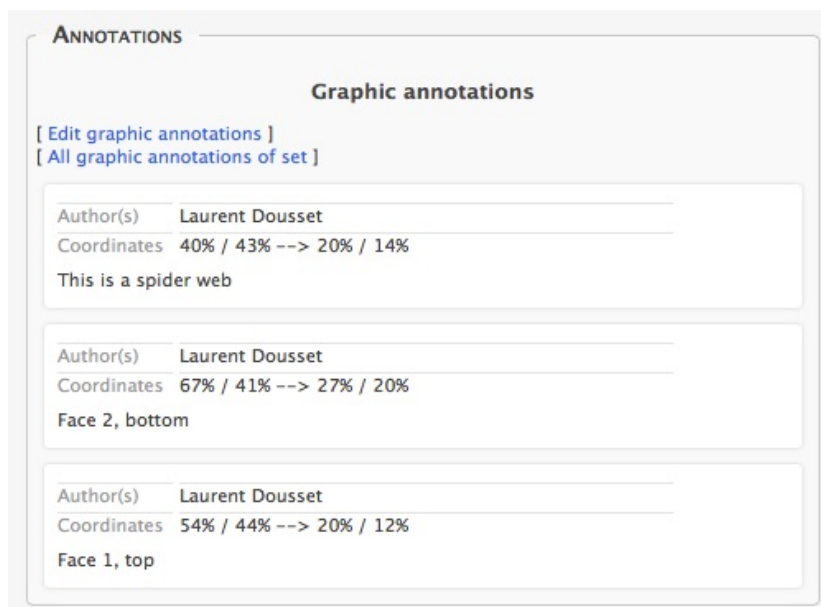 ANNOTATIONS
Graphic annotations
[ Edit graphic annotations ]
[ All graphic annotations of set ]
Author(s) Laurent Dousset
Coordinates 40% / 43% --> 20% / 14%
This is a spider web
Author(s) Laurent Dousset
Coordinates 67% / 41% --> 27% / 20%
Face 2, bottom
Author(s) Laurent Dousset
Coordinates 54% / 44% --> 20% / 12%
Face 1, top